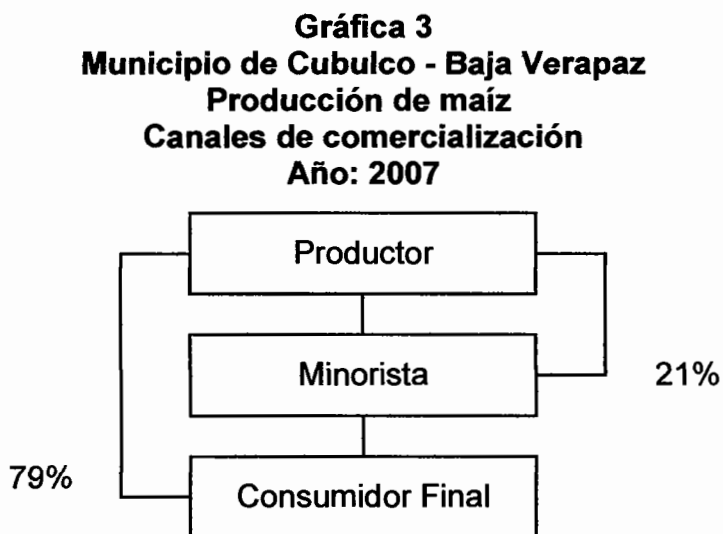 Gráfica 3
Municipio de Cubulco - Baja Verapaz
Producción de maíz
Canales de comercialización
Año: 2007
Productor
Minorista
21%
79%
Consumidor Final